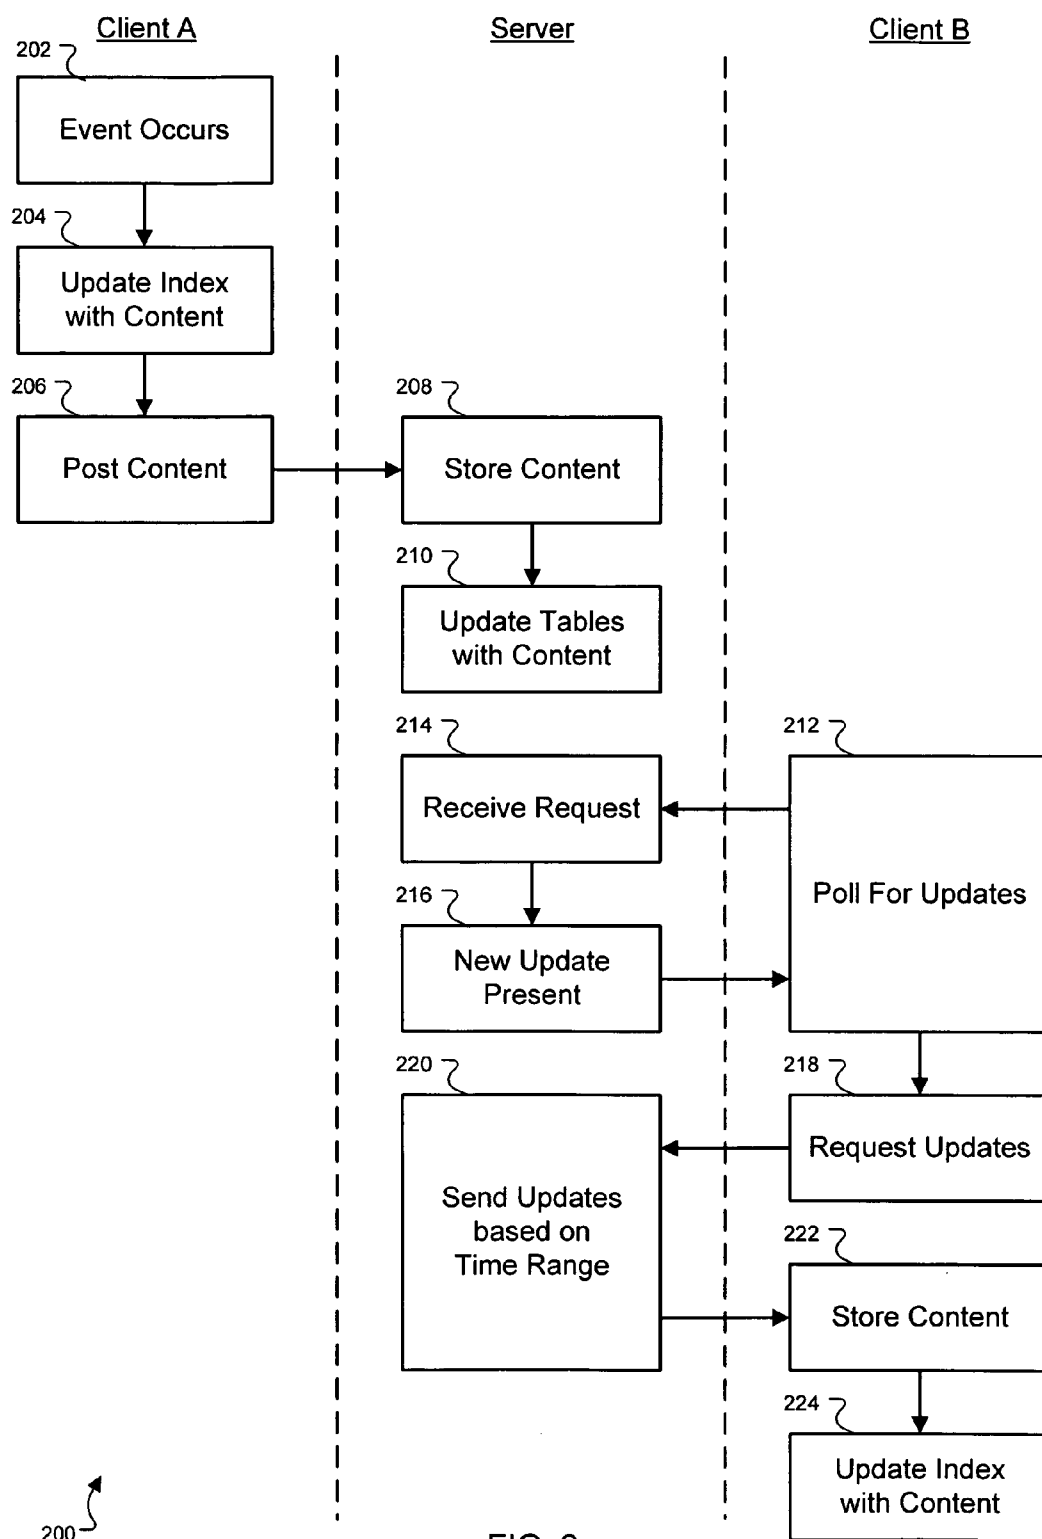 Client A
Server
Client B
202
Event Occurs
204
Update Index
with Content
206
Post Content
208
Store Content
210
Update Tables
with Content
214
Receive Request
212
Poll For Updates
216
New Update
Present
220
Send Updates
based on
Time Range
218
Request Updates
222
Store Content
224
Update Index
with Content
200